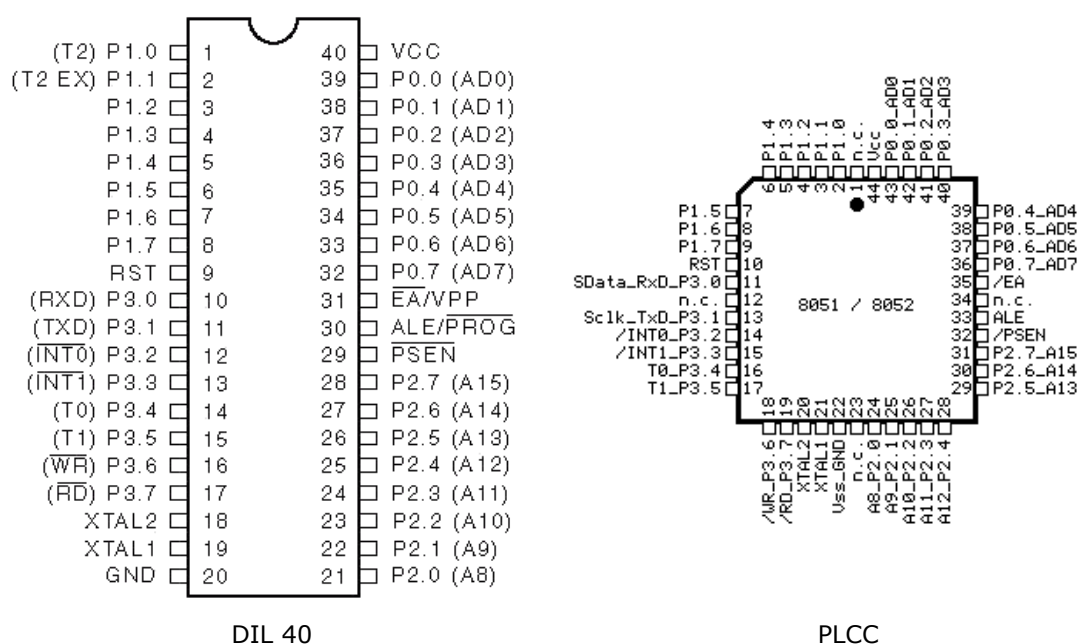 (T2) P1.0 1 40 VCC
(T2 EX) P1.1 2 39 P0.0 (AD0)
P1.2 3 38 P0.1 (AD1)
P1.3 4 37 P0.2 (AD2)
P1.4 5 36 P0.3 (AD3)
P1.5 6 35 P0.4 (AD4)
P1.6 7 34 P0.5 (AD5)
P1.7 8 33 P0.6 (AD6)
RST 9 32 P0.7 (AD7)
(RXD) P3.0 10 31 E̅A̅/VPP
(TXD) P3.1 11 30 ALE/P̅R̅O̅G̅
(I̅N̅T̅0̅) P3.2 12 29 P̅S̅E̅N̅
(I̅N̅T̅1̅) P3.3 13 28 P2.7 (A15)
(T0) P3.4 14 27 P2.6 (A14)
(T1) P3.5 15 26 P2.5 (A13)
(W̅R̅) P3.6 16 25 P2.4 (A12)
(R̅D̅) P3.7 17 24 P2.3 (A11)
XTAL2 18 23 P2.2 (A10)
XTAL1 19 22 P2.1 (A9)
GND 20 21 P2.0 (A8)
DIL 40
P1.4 P1.3 P1.2 P1.1 P1.0 n.c. Vcc P0.0_AD0 P0.1_AD1 P0.2_AD2 P0.3_AD3
6 5 4 3 2 1 44 43 42 41 40
P1.5 7 39 P0.4_AD4
P1.6 8 38 P0.5_AD5
P1.7 9 37 P0.6_AD6
RST 10 36 P0.7_AD7
SData_RxD_P3.0 11 35 /EA
n.c. 12 34 n.c.
8051 / 8052
Sclk_TxD_P3.1 13 33 ALE
/INT0_P3.2 14 32 /PSEN
/INT1_P3.3 15 31 P2.7_A15
T0_P3.4 16 30 P2.6_A14
T1_P3.5 17 29 P2.5_A13
18 19 20 21 22 23 24 25 26 27 28
/WR_P3.6 /RD_P3.7 XTAL2 XTAL1 Vss_GND n.c. A8_P2.0 A9_P2.1 A10_P2.2 A11_P2.3 A12_P2.4
PLCC